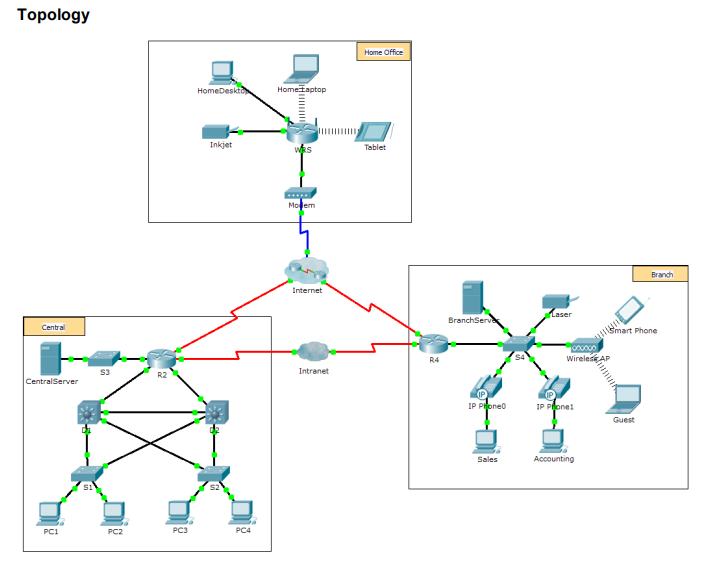 Topology
Home Office
HomeDesktop
Home Laptop
Inkjet
WRS
Tablet
Modem
Internet
Branch
BranchServer
Laser
Smart Phone
Wireless AP
S4
R4
IP
IP
IP Phone0
IP Phone1
Guest
Sales
Accounting
Intranet
Central
CentralServer
S3
R2
D1
D2
S1
S2
PC1
PC2
PC3
PC4